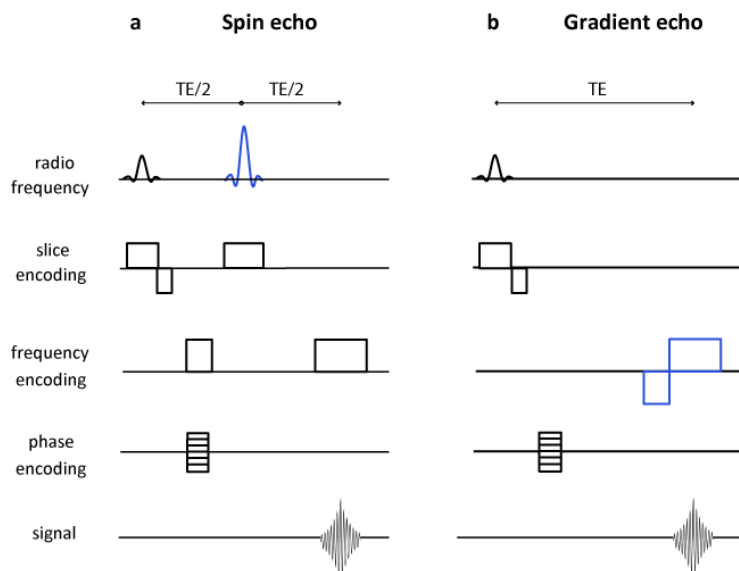 a Spin echo b Gradient echo
TE/2 TE/2 TE
radio
frequency
slice
encoding
frequency
encoding
phase
encoding
signal